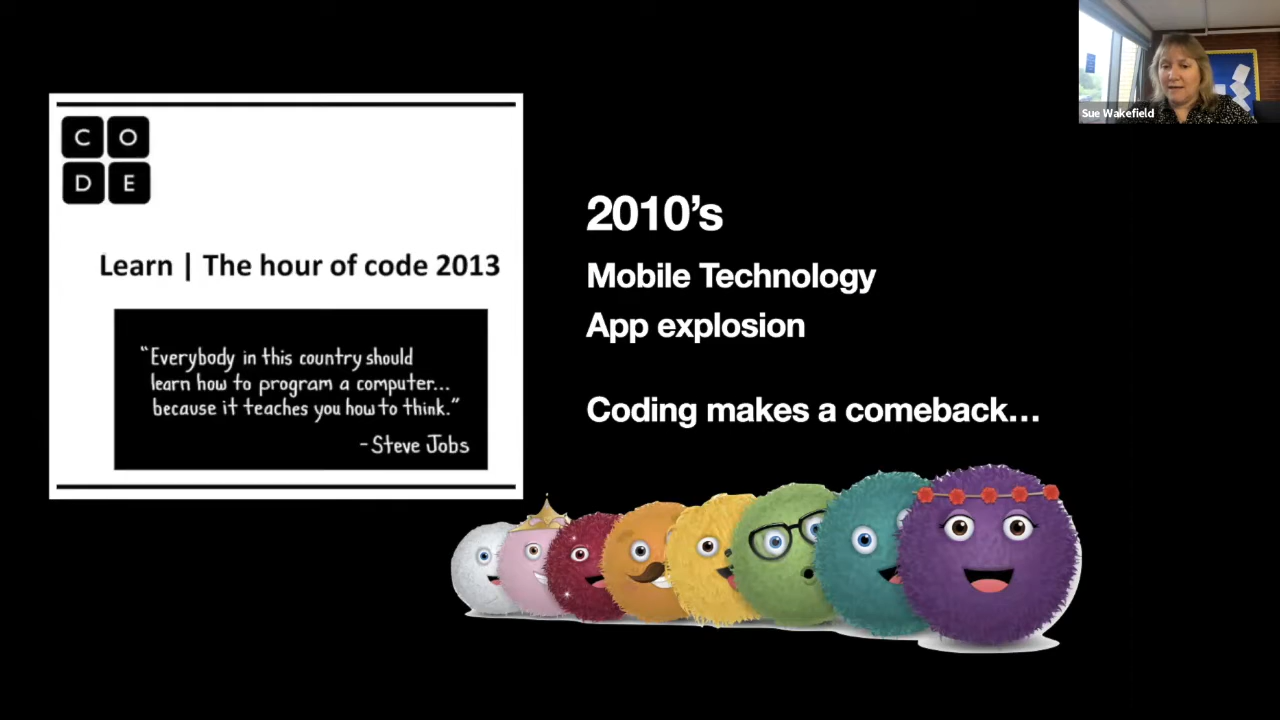 C O
D E
Learn | The hour of code 2013
“Everybody in this country should
learn how to program a computer...
because it teaches you how to think.”
- Steve Jobs
2010’s
Mobile Technology
App explosion
Coding makes a comeback…
Sue Wakefield